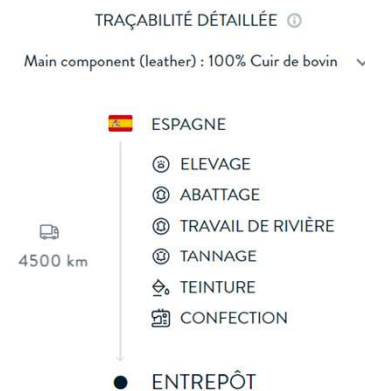 TRAÇABILITÉ DÉTAILLÉE
Main component (leather) : 100% Cuir de bovin
ESPAGNE
ELEVAGE
ABATTAGE
TRAVAIL DE RIVIÈRE
4500 km
TANNAGE
TEINTURE
CONFECTION
ENTREPÔT